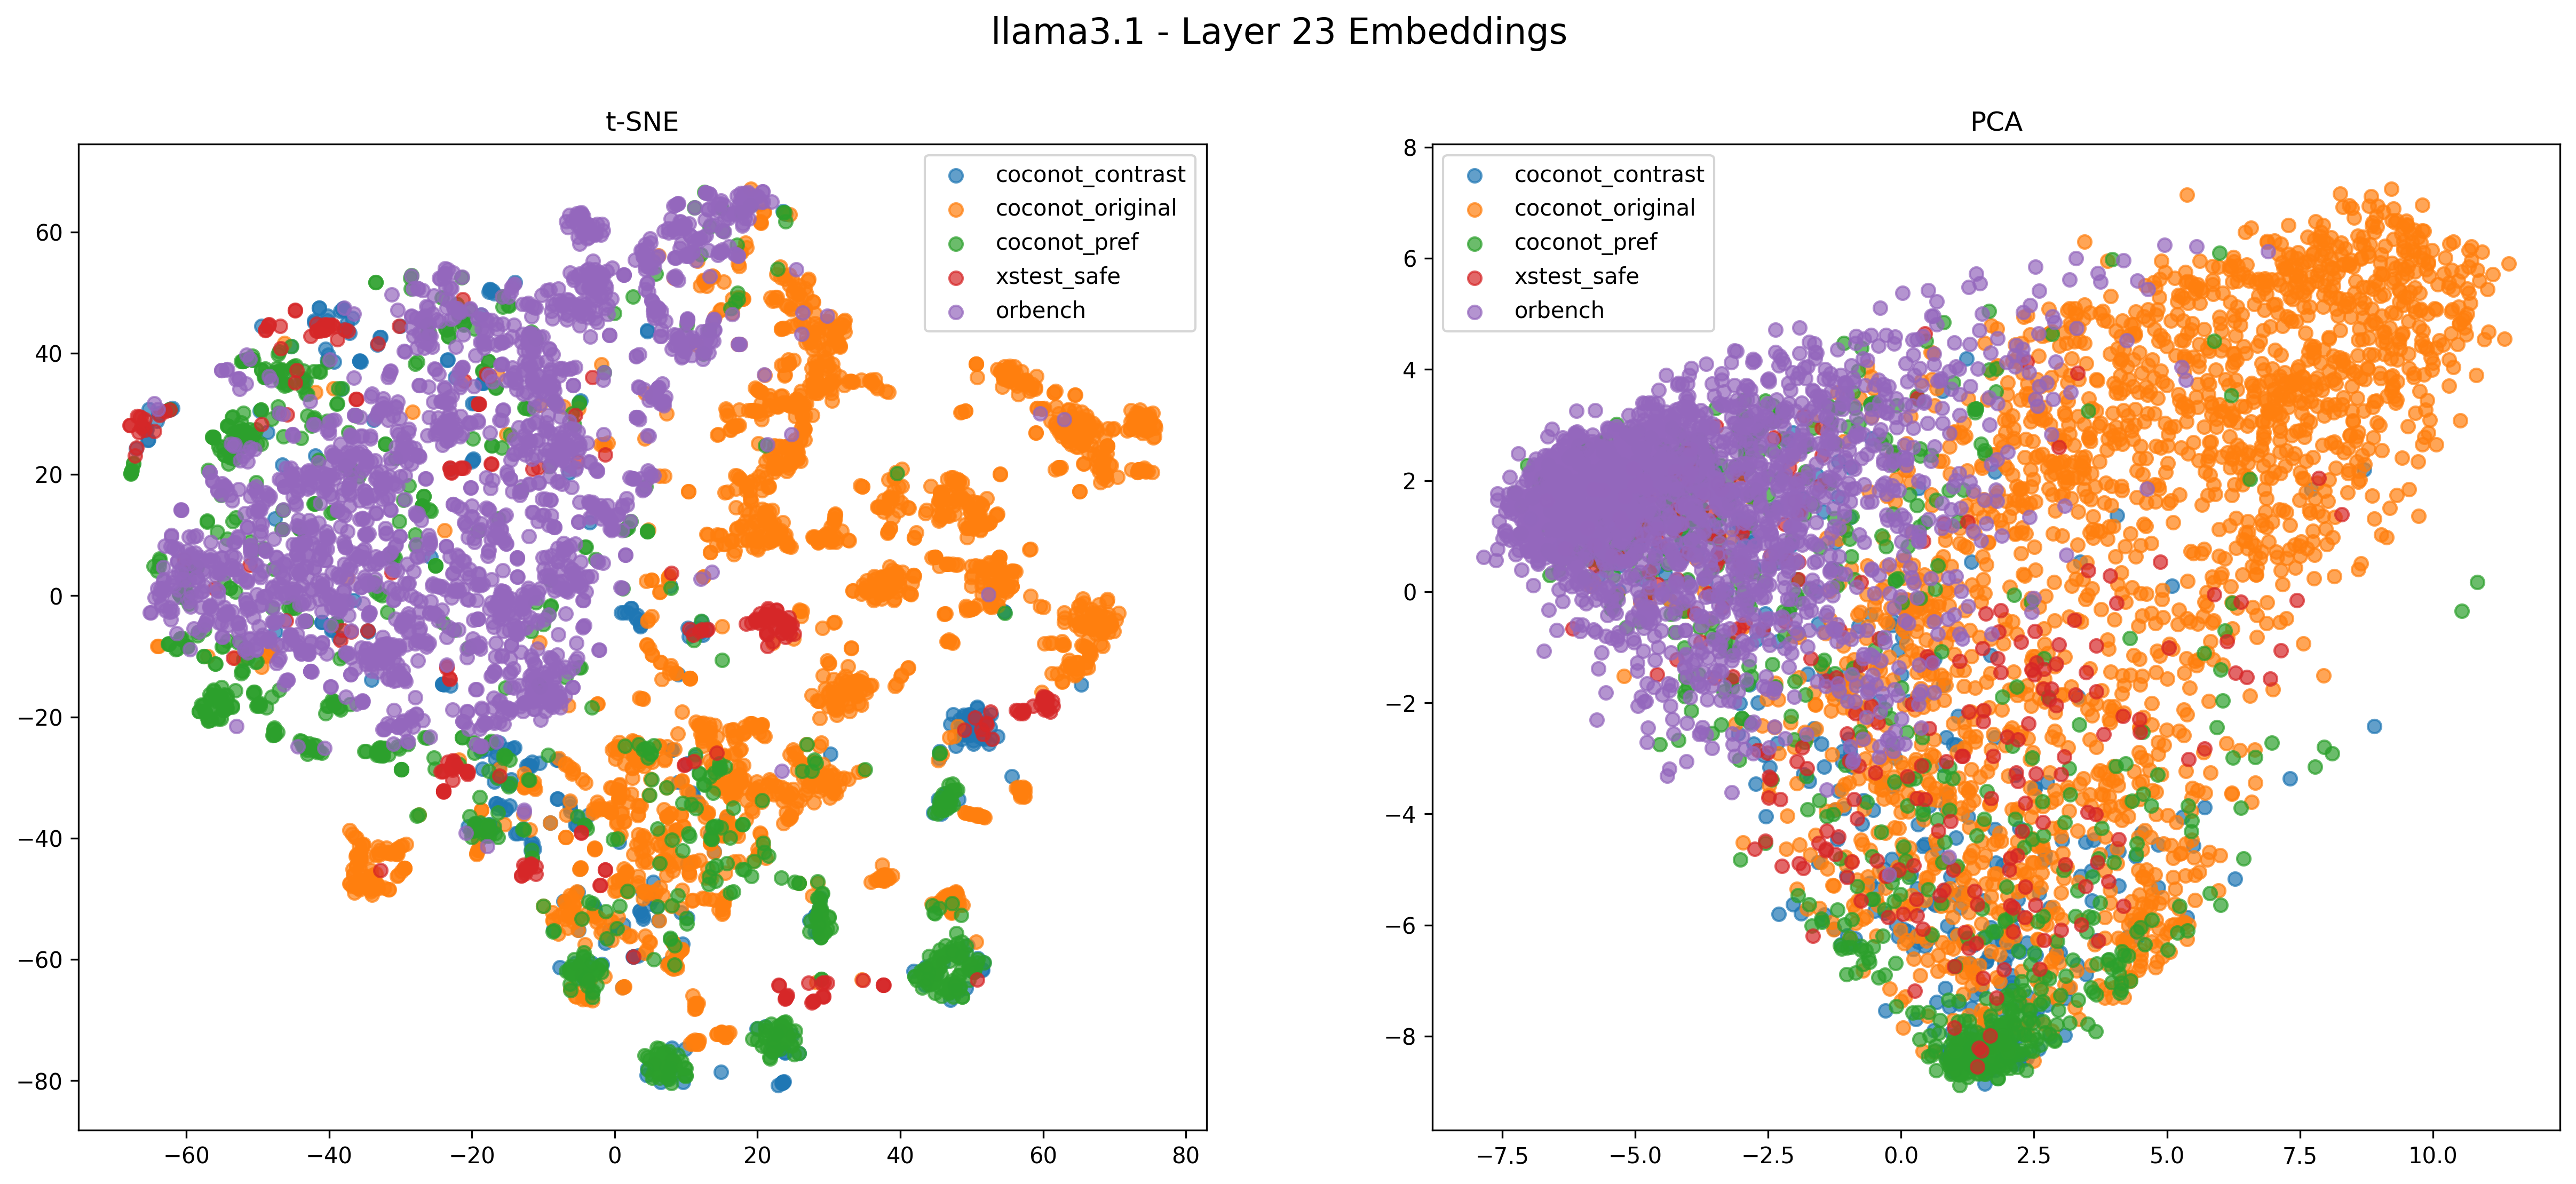 llama3.1 - Layer 23 Embeddings
t-SNE
coconot_contrast
coconot_original
coconot_pref
xstest_safe
orbench
60
40
20
0
−20
−40
−60
−80
−60 −40 −20 0 20 40 60 80
PCA
coconot_contrast
coconot_original
coconot_pref
xstest_safe
orbench
8
6
4
2
0
−2
−4
−6
−8
−7.5 −5.0 −2.5 0.0 2.5 5.0 7.5 10.0